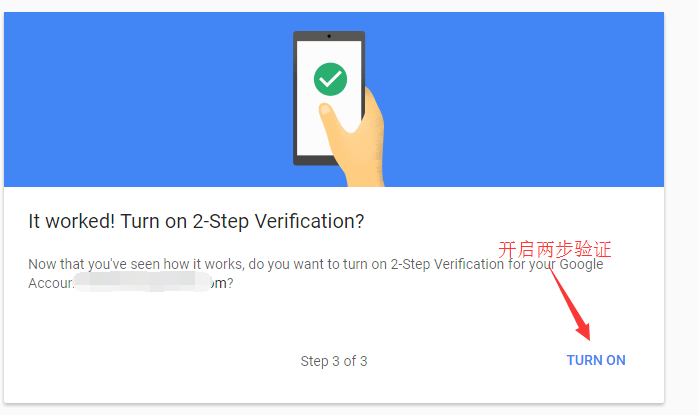 It worked! Turn on 2-Step Verification?
开启两步验证
Now that you've seen how it works, do you want to turn on 2-Step Verification for your Google
Accoun om?
Step 3 of 3
TURN ON